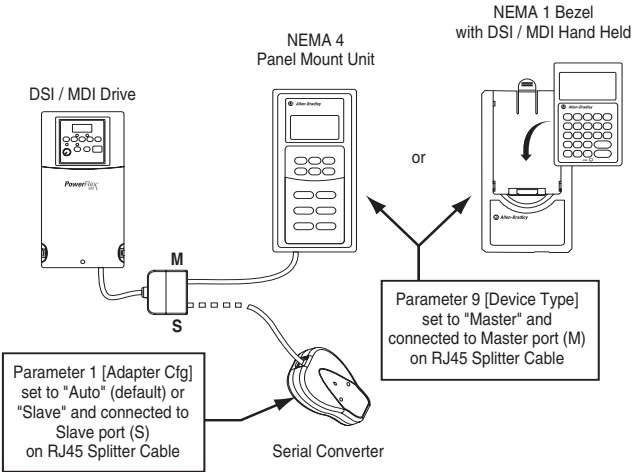 NEMA 1 Bezel
with DSI / MDI Hand Held
NEMA 4
Panel Mount Unit
DSI / MDI Drive
Allen-Bradley
Allen-Bradley
or
PowerFlex
Allen-Bradley
M
S
Parameter 9 [Device Type]
set to "Master" and
connected to Master port (M)
on RJ45 Splitter Cable
Parameter 1 [Adapter Cfg]
set to "Auto" (default) or
"Slave" and connected to
Slave port (S)
on RJ45 Splitter Cable
Serial Converter